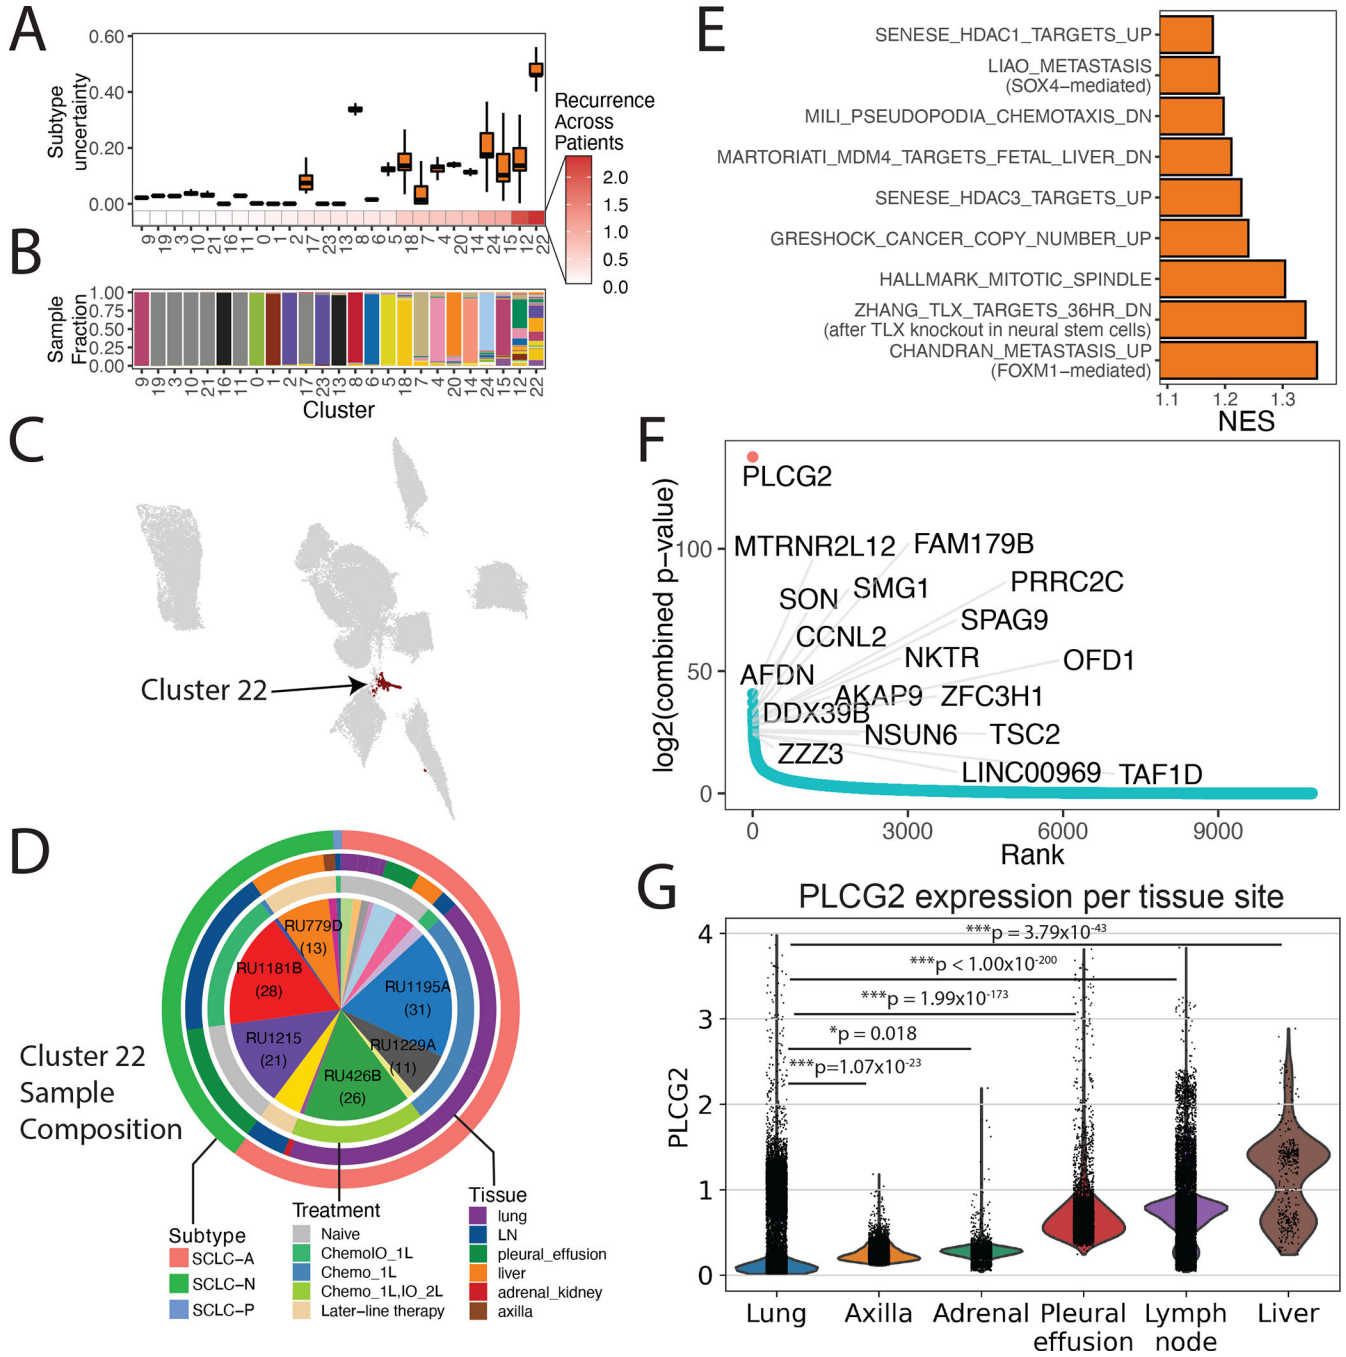 A
0.60
0.40
0.20
0.00
Subtype
uncertainty
9 19 3 10 21 16 11 0 1 2 17 23 13 8 6 5 18 7 4 20 14 24 15 12 22
Recurrence
Across
Patients
2.0
1.5
1.0
0.5
0.0
B
1.00
0.75
0.50
0.25
0.00
Sample
Fraction
9 19 3 10 21 16 11 0 1 2 17 23 13 8 6 5 18 7 4 20 14 24 15 12 22
Cluster
C
Cluster 22
D
RU779D
(13)
RU1181B
(28)
RU1195A
(31)
RU1215
(21)
RU1229A
(11)
RU426B
(26)
Cluster 22
Sample
Composition
Subtype
SCLC−A
SCLC−N
SCLC−P
Treatment
Naive
ChemoIO_1L
Chemo_1L
Chemo_1L,IO_2L
Later−line therapy
Tissue
lung
LN
pleural_effusion
liver
adrenal_kidney
axilla
E
SENESE_HDAC1_TARGETS_UP
LIAO_METASTASIS
(SOX4−mediated)
MILI_PSEUDOPODIA_CHEMOTAXIS_DN
MARTORIATI_MDM4_TARGETS_FETAL_LIVER_DN
SENESE_HDAC3_TARGETS_UP
GRESHOCK_CANCER_COPY_NUMBER_UP
HALLMARK_MITOTIC_SPINDLE
ZHANG_TLX_TARGETS_36HR_DN
(after TLX knockout in neural stem cells)
CHANDRAN_METASTASIS_UP
(FOXM1−mediated)
1.1 1.2 1.3
NES
F
log2(combined p−value)
100
50
0
PLCG2
MTRNR2L12
FAM179B
SON
SMG1
PRRC2C
CCNL2
SPAG9
AFDN
NKTR
OFD1
AKAP9
ZFC3H1
DDX39B
NSUN6
TSC2
ZZZ3
LINC00969
TAF1D
0 3000 6000 9000
Rank
G
PLCG2 expression per tissue site
PLCG2
4
3
2
1
0
***p = 3.79x10-43
***p < 1.00x10-200
***p = 1.99x10-173
*p = 0.018
***p=1.07x10-23
Lung Axilla Adrenal Pleural effusion Lymph node Liver